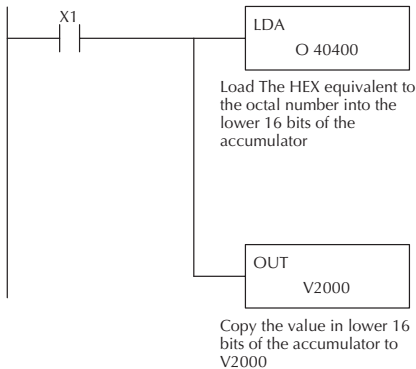 X1
LDA
O 40400
Load The HEX equivalent to
the octal number into the
lower 16 bits of the
accumulator
OUT
V2000
Copy the value in lower 16
bits of the accumulator to
V2000